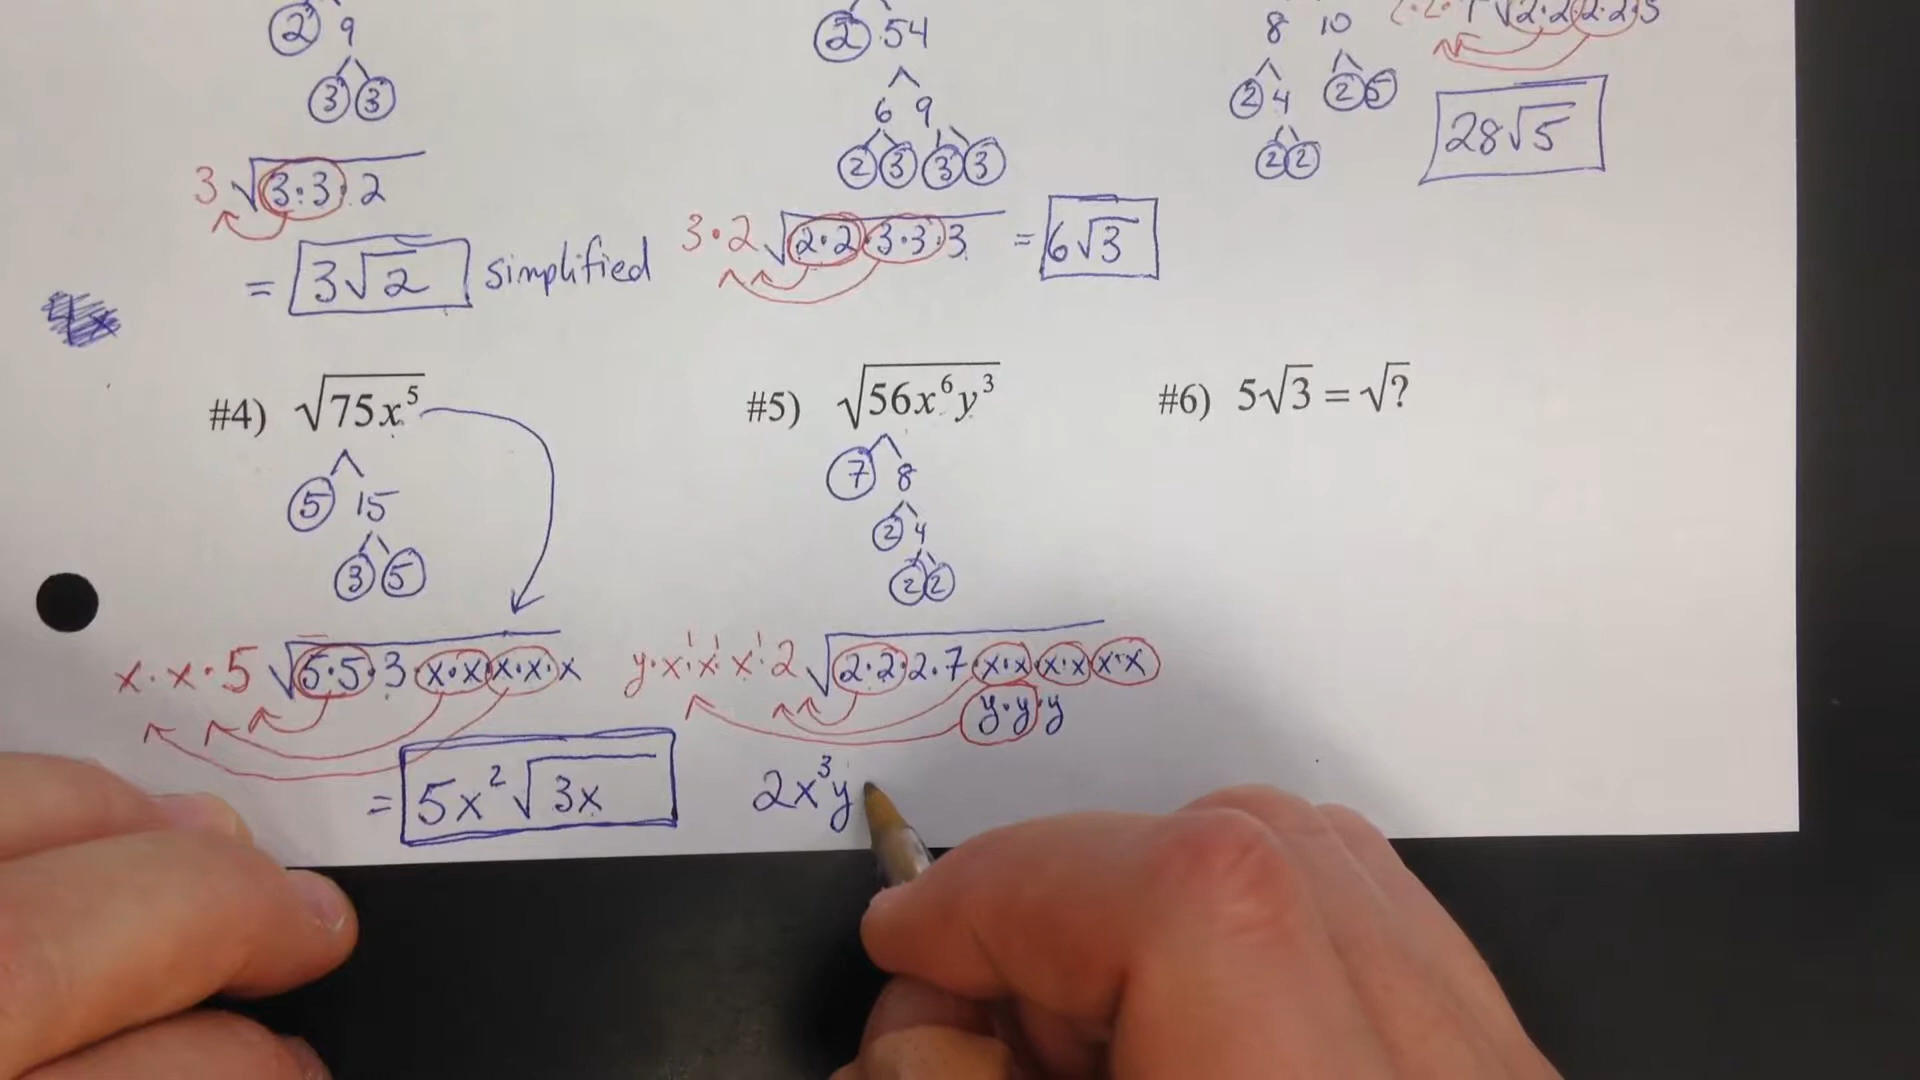 2 9
3 3
3√3·3·2
= 3√2 simplified
2 54
6 9
2 3 3 3
3·2√2·2·3·3·3 = 6√3
8 10
2 4 2 5
2 2
28√5
#4) √75x⁵
5 15
3 5
x·x·5√5·5·3·x·x·x·x·x
= 5x²√3x
#5) √56x⁶y³
7 8
2 4
2 2
y·x·x·x·2√2·2·2·7·x·x·x·x·x·x
y·y·y
2x³y
#6) 5√3 = √?